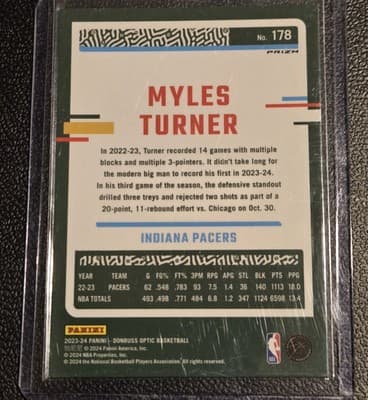 No. 178
PRIZM
MYLES
TURNER
In 2022-23, Turner recorded 14 games with multiple
blocks and multiple 3-pointers. It didn't take long for
the modern big man to record his first in 2023-24.
In his third game of the season, the defensive standout
drilled three treys and rejected two shots as part of a
20-point, 11-rebound effort vs. Chicago on Oct. 30.
INDIANA PACERS
YEAR TEAM G FG% FT% 3PM RPG APG STL BLK PTS PPG
22-23 PACERS 62 .548 .783 93 7.5 1.4 36 140 1113 18.0
NBA TOTALS 493 .498 .771 484 6.8 1.2 347 1124 6598 13.4
PANINI
2023-24 PANINI - DONRUSS OPTIC BASKETBALL
© 2024 Panini America, Inc.
© 2024 NBA Properties, Inc.
© 2024 the National Basketball Players Association. All rights reserved.
NBA